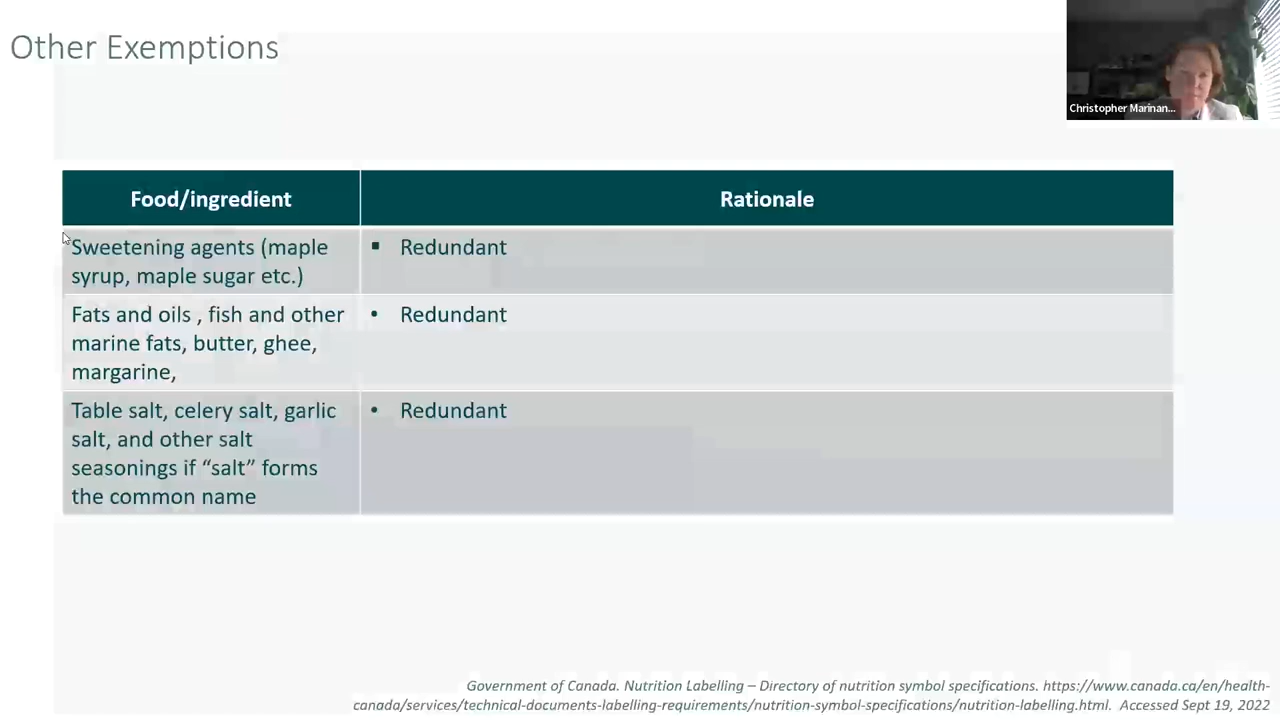 Other Exemptions
Christopher Marinan...
Food/ingredient
Rationale
Sweetening agents (maple
syrup, maple sugar etc.)
▪ Redundant
Fats and oils , fish and other
marine fats, butter, ghee,
margarine,
• Redundant
Table salt, celery salt, garlic
salt, and other salt
seasonings if “salt” forms
the common name
• Redundant
Government of Canada. Nutrition Labelling – Directory of nutrition symbol specifications. https://www.canada.ca/en/health-
canada/services/technical-documents-labelling-requirements/nutrition-symbol-specifications/nutrition-labelling.html. Accessed Sept 19, 2022